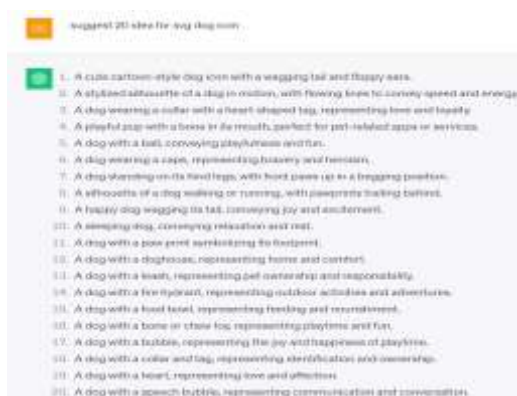 suggest 20 idea for svg dog icon
1. A cute cartoon-style dog icon with a wagging tail and floppy ears.
2. A stylized silhouette of a dog in motion, with flowing lines to convey speed and energy
3. A dog wearing a collar with a heart-shaped tag, representing love and loyalty.
4. A playful pup with a bone in its mouth, perfect for pet-related apps or services.
5. A dog with a ball, conveying playfulness and fun.
6. A dog wearing a cape, representing bravery and heroism.
7. A dog standing on its hind legs, with front paws up in a begging position.
8. A silhouette of a dog walking or running, with pawprints trailing behind.
9. A happy dog wagging its tail, conveying joy and excitement.
10. A sleeping dog, conveying relaxation and rest.
11. A dog with a paw print symbolizing its footprint.
12. A dog with a doghouse, representing home and comfort.
13. A dog with a leash, representing pet ownership and responsibility.
14. A dog with a fire hydrant, representing outdoor activities and adventures.
15. A dog with a food bowl, representing feeding and nourishment.
16. A dog with a bone or chew toy, representing playtime and fun.
17. A dog with a bubble, representing the joy and happiness of playtime.
18. A dog with a collar and tag, representing identification and ownership.
19. A dog with a heart, representing love and affection.
20. A dog with a speech bubble, representing communication and conversation.